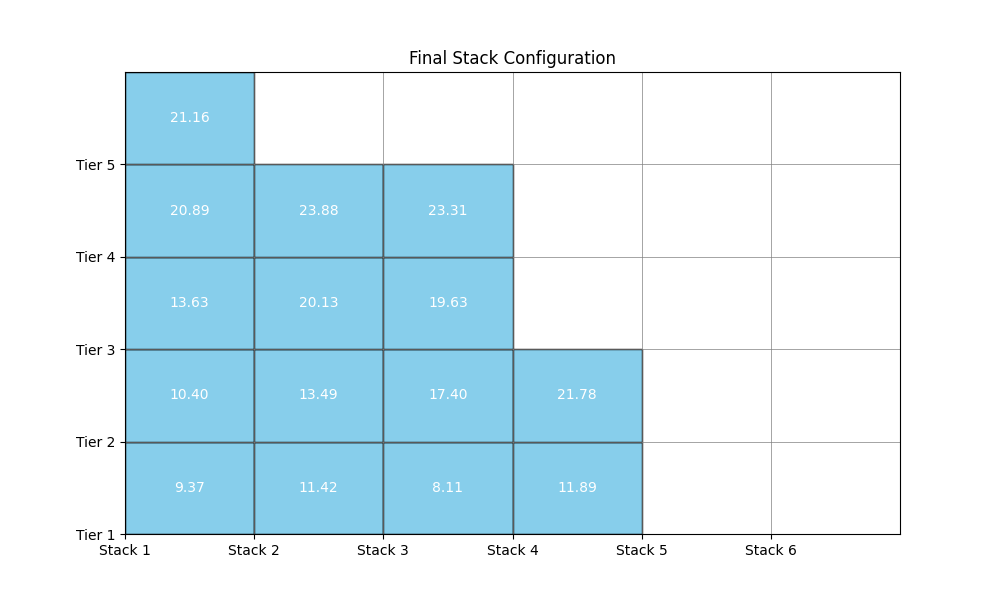 Final Stack Configuration
21.16
Tier 5
20.89 23.88 23.31
Tier 4
13.63 20.13 19.63
Tier 3
10.40 13.49 17.40 21.78
Tier 2
9.37 11.42 8.11 11.89
Tier 1
Stack 1 Stack 2 Stack 3 Stack 4 Stack 5 Stack 6